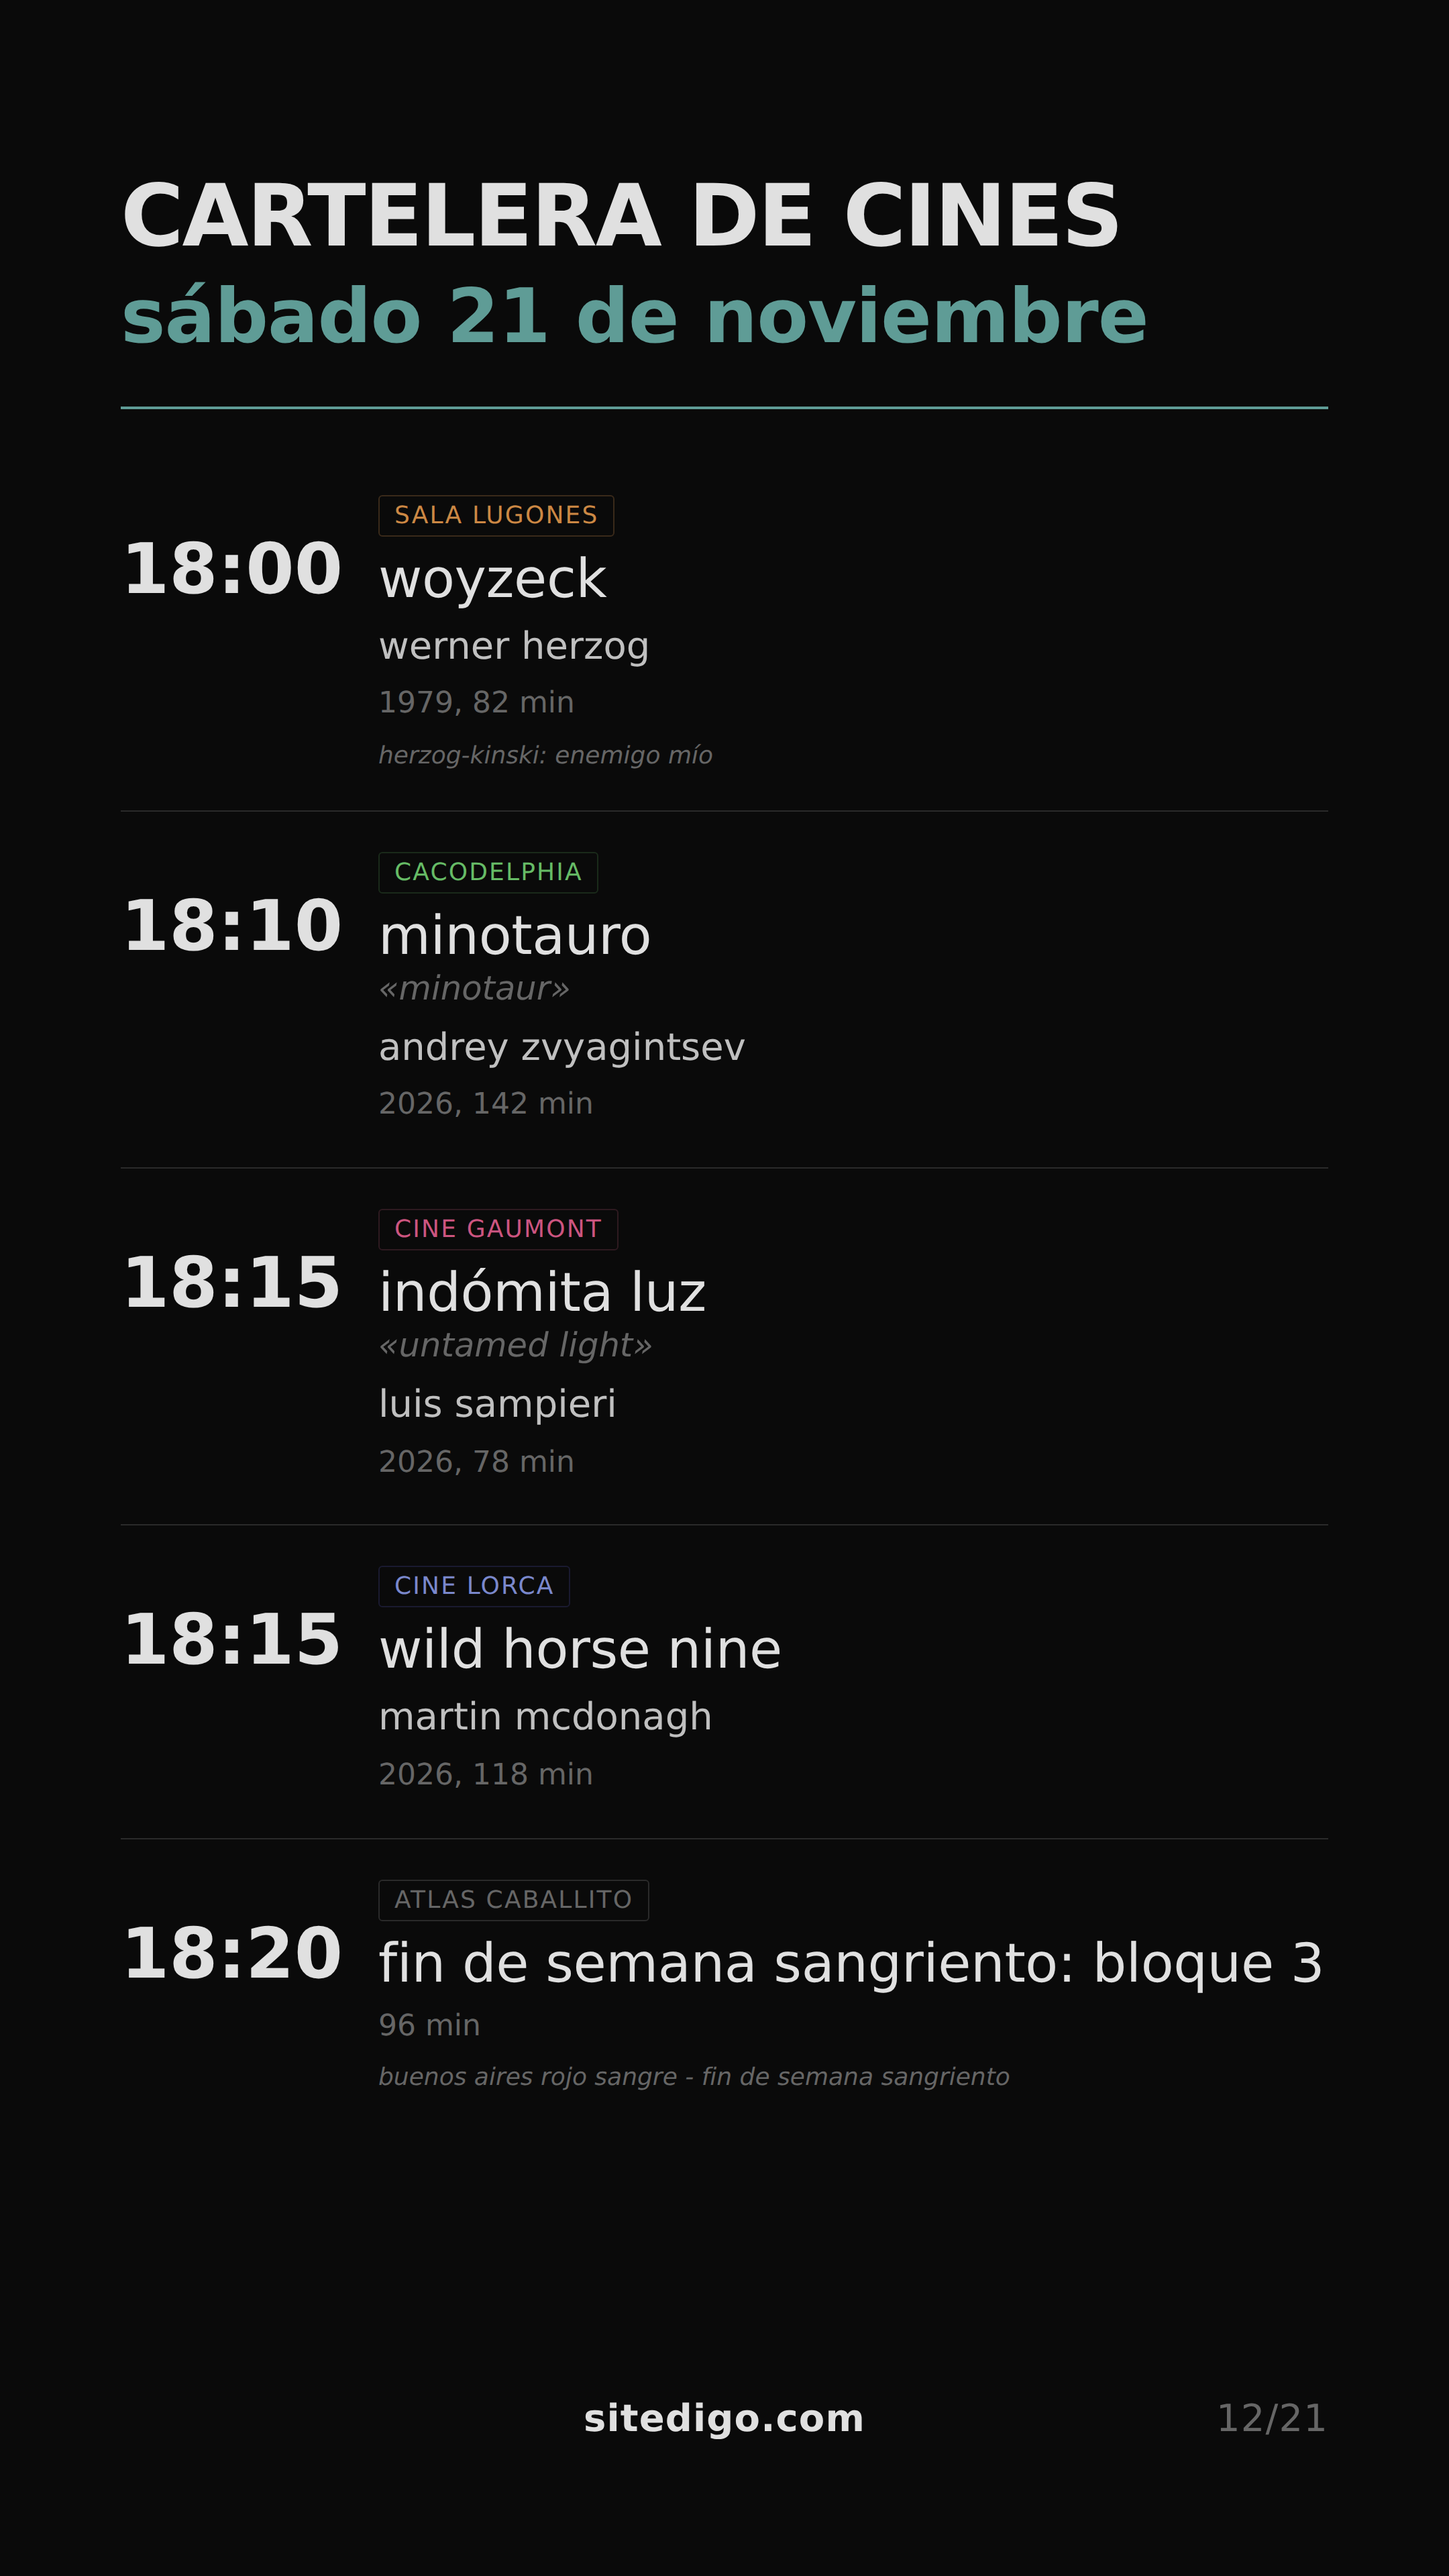 CARTELERA DE CINES
sábado 21 de noviembre
SALA LUGONES
18:00
woyzeck
werner herzog
1979, 82 min
herzog-kinski: enemigo mío
CACODELPHIA
18:10
minotauro
«minotaur»
andrey zvyagintsev
2026, 142 min
CINE GAUMONT
18:15
indómita luz
«untamed light»
luis sampieri
2026, 78 min
CINE LORCA
18:15
wild horse nine
martin mcdonagh
2026, 118 min
ATLAS CABALLITO
18:20
fin de semana sangriento: bloque 3
96 min
buenos aires rojo sangre - fin de semana sangriento
sitedigo.com
12/21